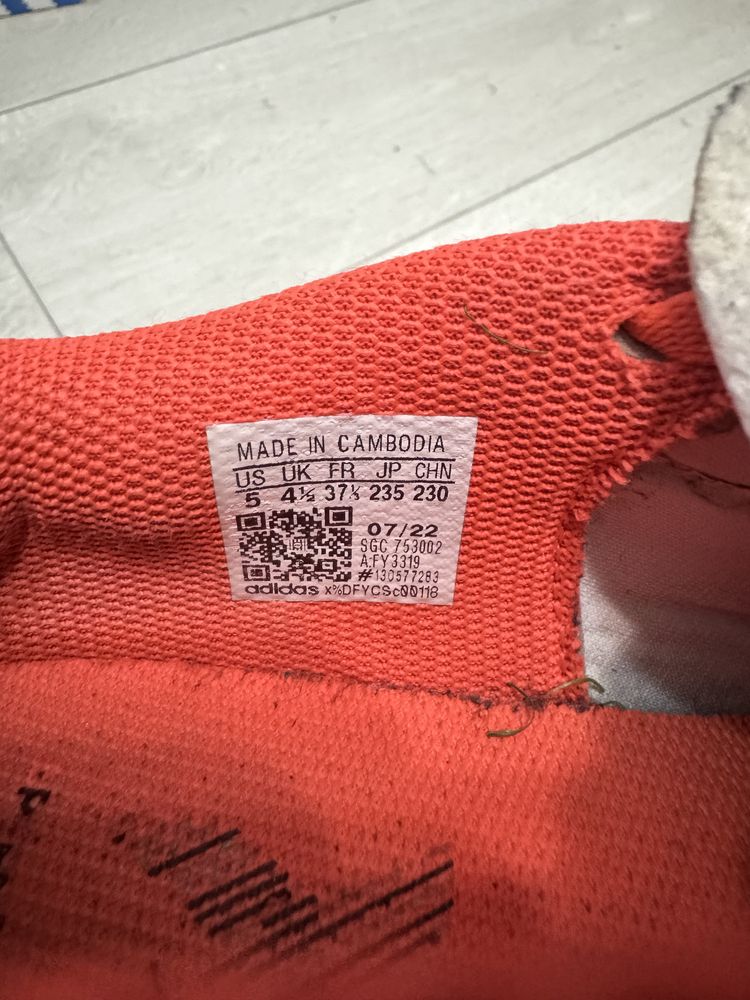 MADE IN CAMBODIA
US UK FR JP CHN
5 4½ 37⅓ 235 230
07/22
SGC 753002
A:FY3319
#130577283
adidas x%DFYCSc00118